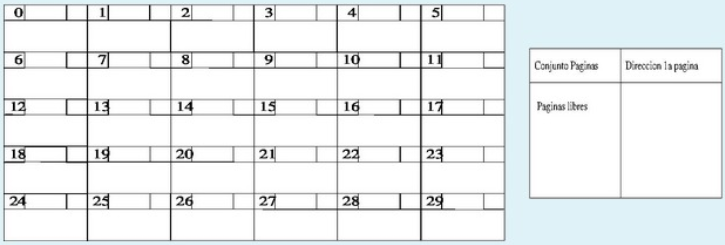 0 1 2 3 4 5
6 7 8 9 10 11
12 13 14 15 16 17
18 19 20 21 22 23
24 25 26 27 28 29
Conjunto Paginas Direccion 1a pagina
Paginas libres